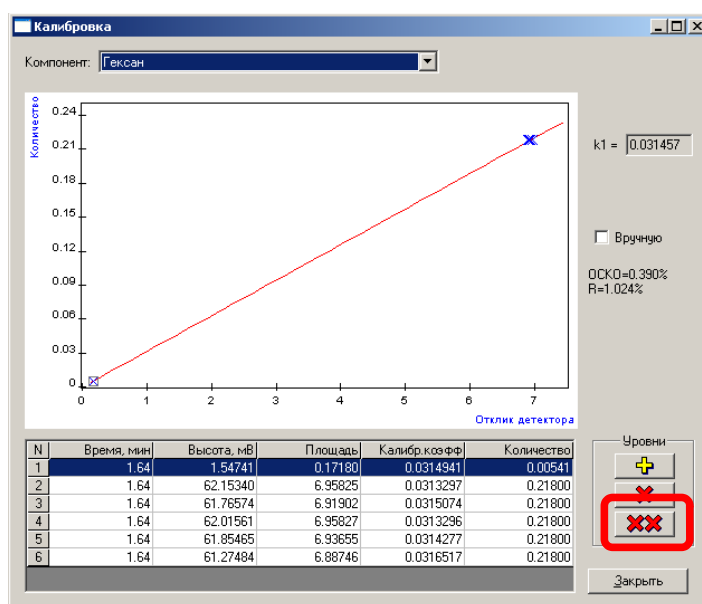 Калибровка
Компонент: Гексан
Количество
0.24
0.21
0.18
0.15
0.12
0.09
0.06
0.03
0
0 1 2 3 4 5 6 7
Отклик детектора
k1 = 0.031457
Вручную
ОСКО=0.390%
R=1.024%
N Время, мин Высота, мВ Площадь Калибр.коэфф Количество
1 1.64 1.54741 0.17180 0.0314941 0.00541
2 1.64 62.15340 6.95825 0.0313297 0.21800
3 1.64 61.76574 6.91902 0.0315074 0.21800
4 1.64 62.01561 6.95827 0.0313296 0.21800
5 1.64 61.85465 6.93655 0.0314277 0.21800
6 1.64 61.27484 6.88746 0.0316517 0.21800
Уровни
Закрыть